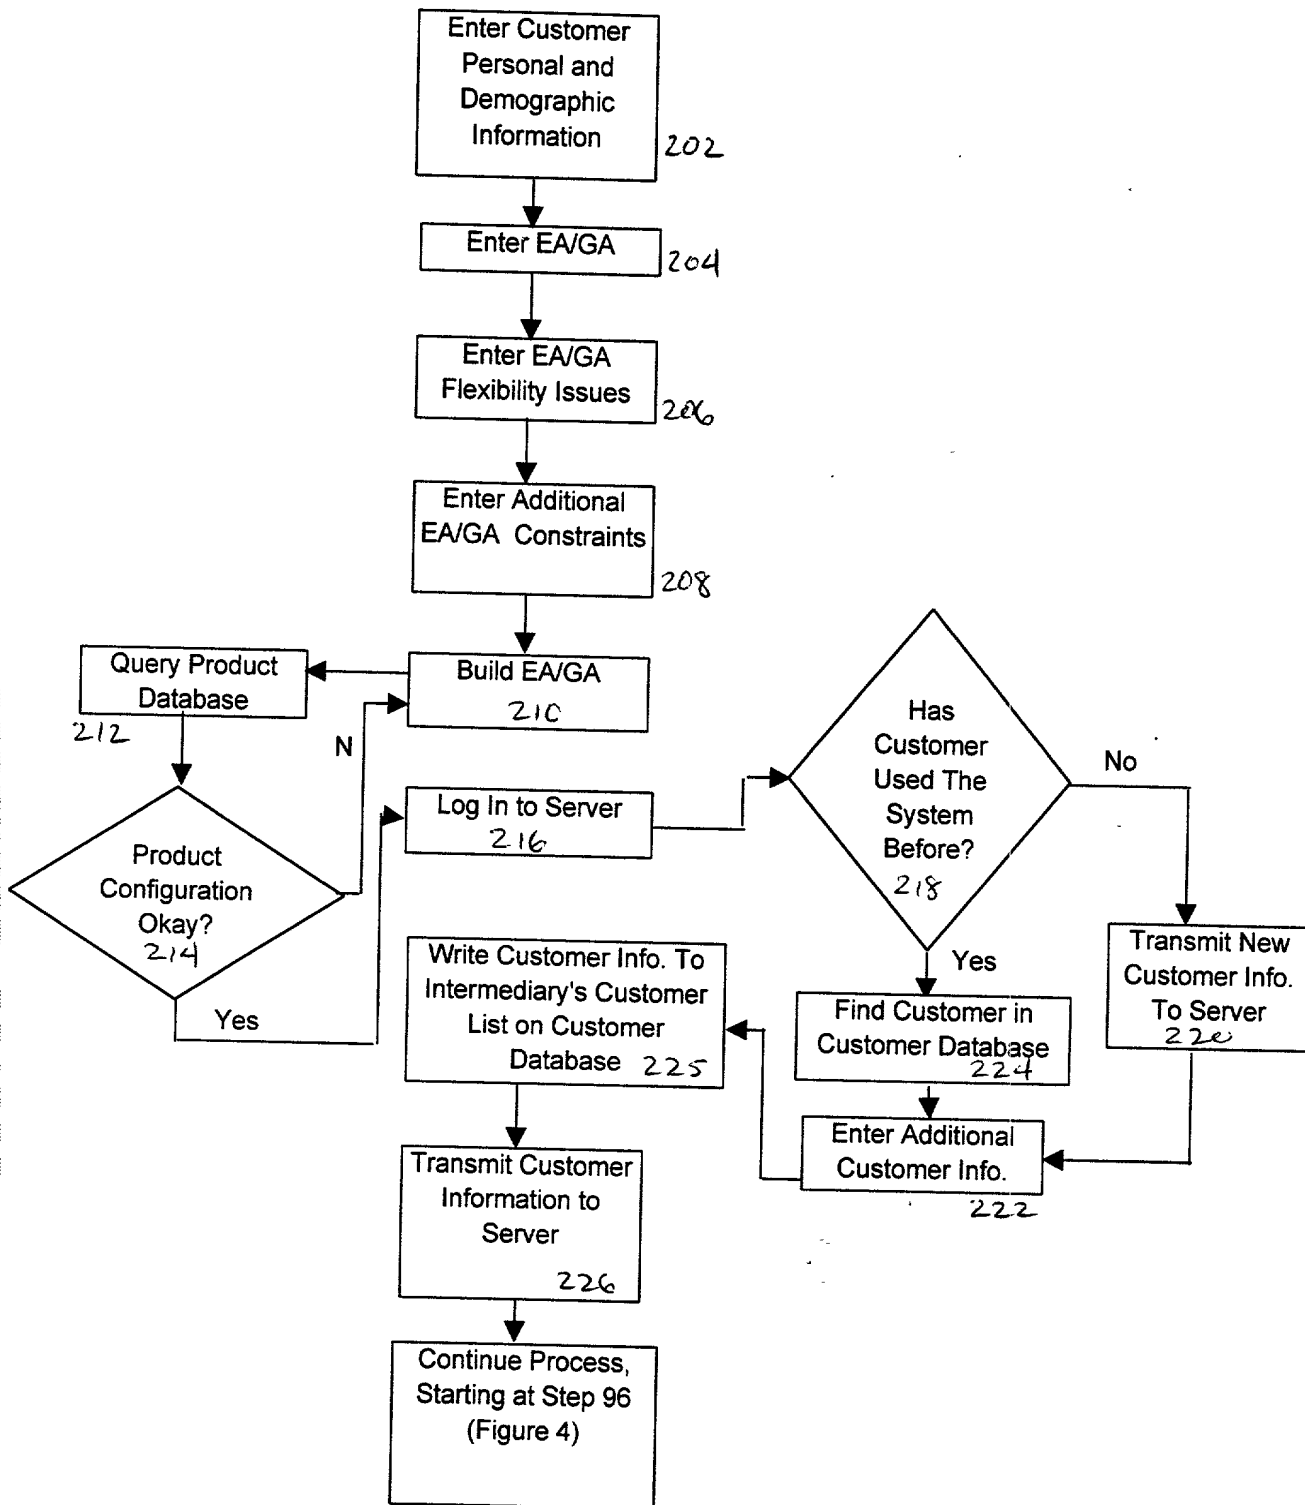 Enter Customer
Personal and
Demographic
Information
202
Enter EA/GA
204
Enter EA/GA
Flexibility Issues
206
Enter Additional
EA/GA Constraints
208
Build EA/GA
210
Query Product
Database
212
N
Product
Configuration
Okay?
214
Yes
Log In to Server
216
Has
Customer
Used The
System
Before?
218
No
Yes
Transmit New
Customer Info.
To Server
220
Find Customer in
Customer Database
224
Enter Additional
Customer Info.
222
Write Customer Info. To
Intermediary's Customer
List on Customer
Database 225
Transmit Customer
Information to
Server
226
Continue Process,
Starting at Step 96
(Figure 4)